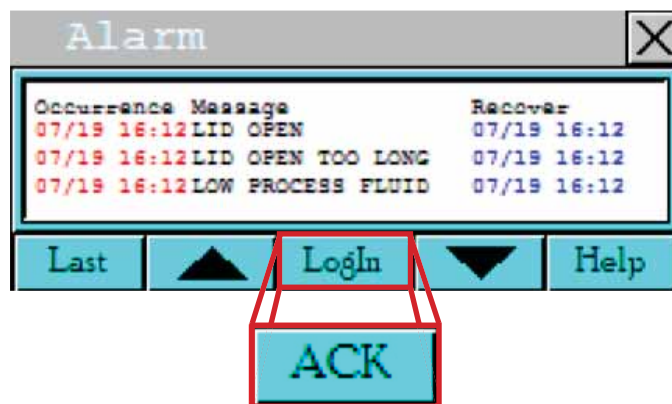 Alarm
Occurrence Message Recover
07/19 16:12 LID OPEN 07/19 16:12
07/19 16:12 LID OPEN TOO LONG 07/19 16:12
07/19 16:12 LOW PROCESS FLUID 07/19 16:12
Last LogIn Help
ACK